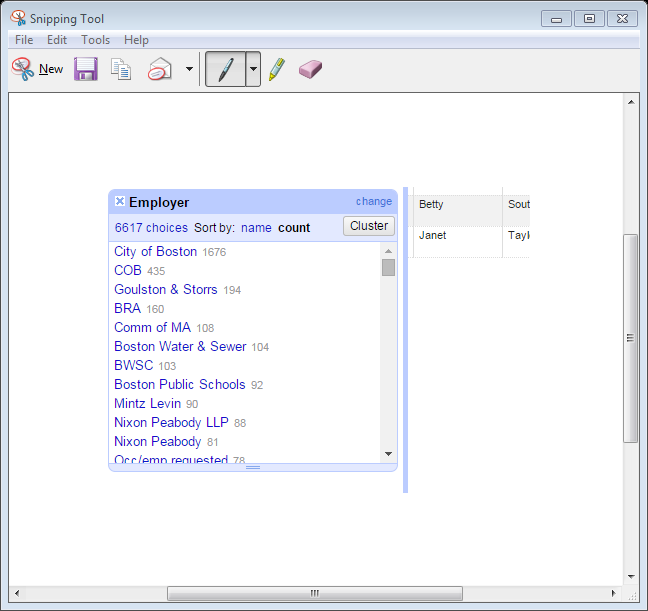 Snipping Tool
File Edit Tools Help
New
Employer change
6617 choices Sort by: name count Cluster
City of Boston 1676
COB 435
Goulston & Storrs 194
BRA 160
Comm of MA 108
Boston Water & Sewer 104
BWSC 103
Boston Public Schools 92
Mintz Levin 90
Nixon Peabody LLP 88
Nixon Peabody 81
Occ/emp requested 78
Betty Sout
Janet Tayl